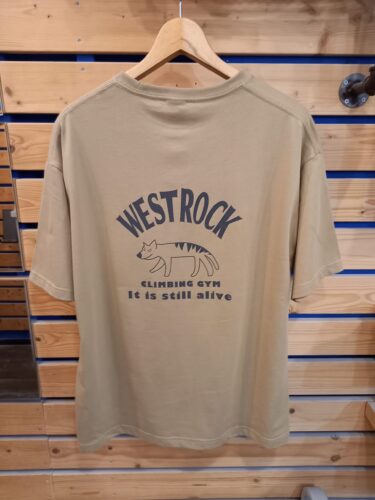 WESTROCK
CLIMBING GYM
It is still alive